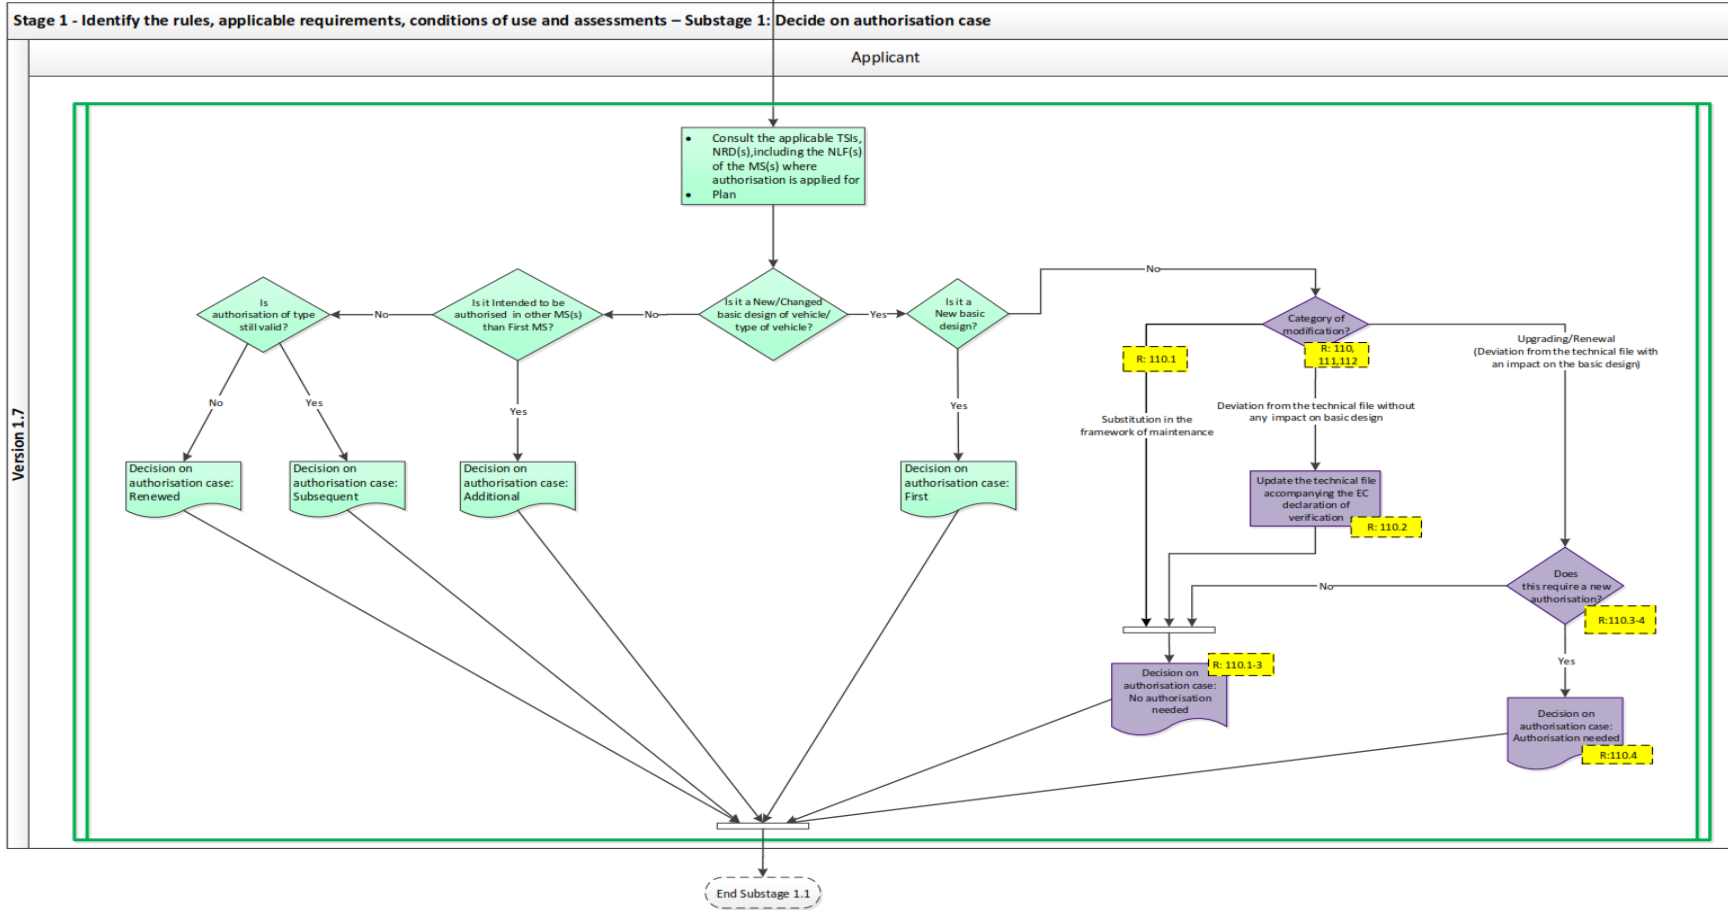 Stage 1 - Identify the rules, applicable requirements, conditions of use and assessments – Substage 1: Decide on authorisation case
Applicant
Version 1.7
• Consult the applicable TSIs,
NRD(s),including the NLF(s)
of the MS(s) where
authorisation is applied for
• Plan
Is
authorisation of type
still valid?
No
Is it Intended to be
authorised in other MS(s)
than First MS?
No
Is it a New/Changed
basic design of vehicle/
type of vehicle?
Yes
Is it a
New basic
design?
No
Category of
modification?
R: 110,
111,112
R: 110.1
Upgrading/Renewal
(Deviation from the technical file with
an impact on the basic design)
No
Yes
Yes
Yes
Substitution in the
framework of maintenance
Deviation from the technical file without
any impact on basic design
Decision on
authorisation case:
Renewed
Decision on
authorisation case:
Subsequent
Decision on
authorisation case:
Additional
Decision on
authorisation case:
First
Update the technical file
accompanying the EC
declaration of
verification
R: 110.2
No
Does
this require a new
authorisation?
R:110.3-4
Yes
R: 110.1-3
Decision on
authorisation case:
No authorisation
needed
Decision on
authorisation case:
Authorisation needed
R:110.4
End Substage 1.1